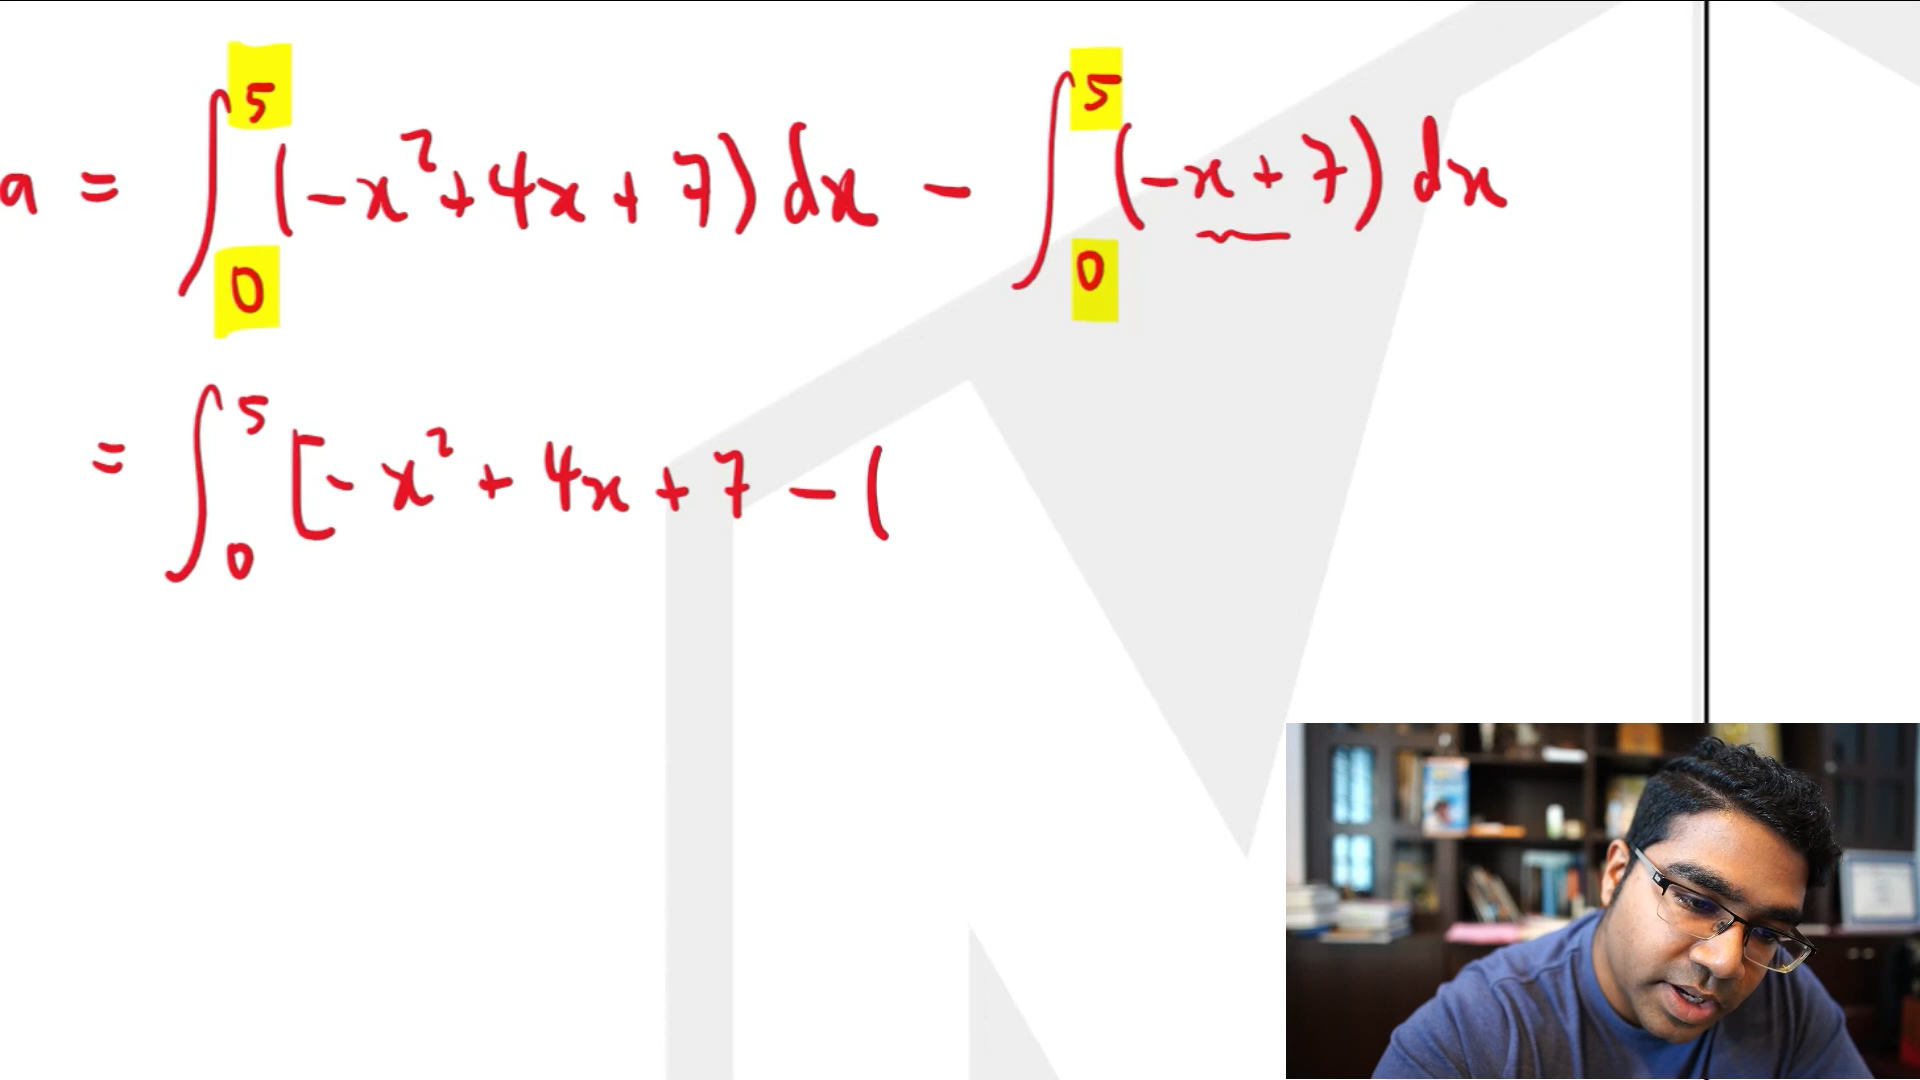 a = ∫₀⁵ (-x² + 4x + 7) dx - ∫₀⁵ (-x + 7) dx
= ∫₀⁵ [-x² + 4x + 7 - (